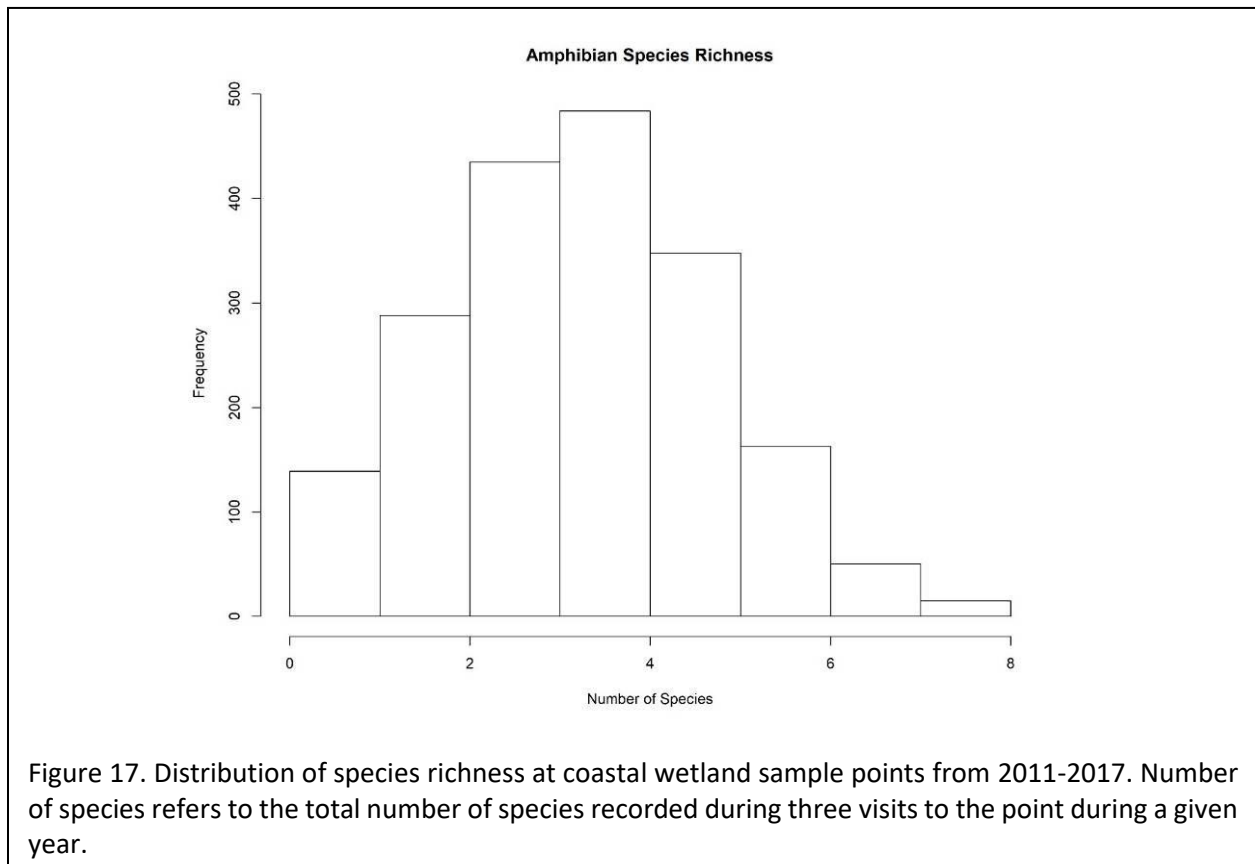 Amphibian Species Richness
500
400
300
200
100
0
Frequency
0 2 4 6 8
Number of Species
Figure 17. Distribution of species richness at coastal wetland sample points from 2011-2017. Number
of species refers to the total number of species recorded during three visits to the point during a given
year.